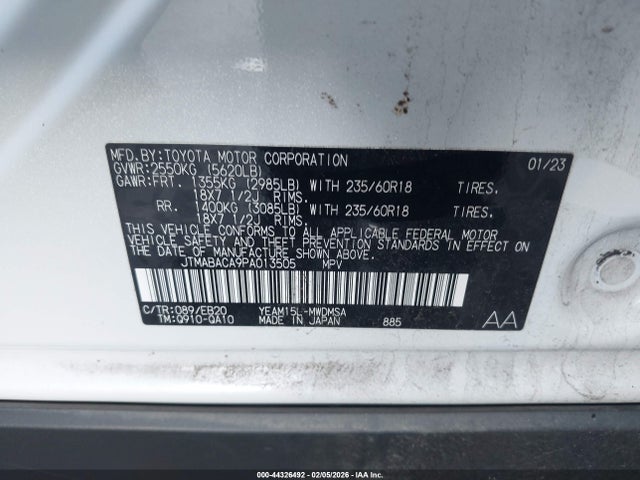 MFD.BY:TOYOTA MOTOR CORPORATION 01/23
GVWR:2550KG (5620LB)
GAWR:FRT. 1355KG (2985LB) WITH 235/60R18 TIRES.
18X7 1/2J RIMS.
RR. 1400KG (3085LB) WITH 235/60R18 TIRES.
18X7 1/2J RIMS.
THIS VEHICLE CONFORMS TO ALL APPLICABLE FEDERAL MOTOR
VEHICLE SAFETY AND THEFT PREVENTION STANDARDS IN EFFECT
ON THE DATE OF MANUFACTURE SHOWN ABOVE.
JTMABACA9PA013505 MPV
C/TR:089/EB20 YEAM15L-MWDMSA
TM:Q910-QA10 MADE IN JAPAN 885 AA
000-44326492 - 02/05/2026 - COPART